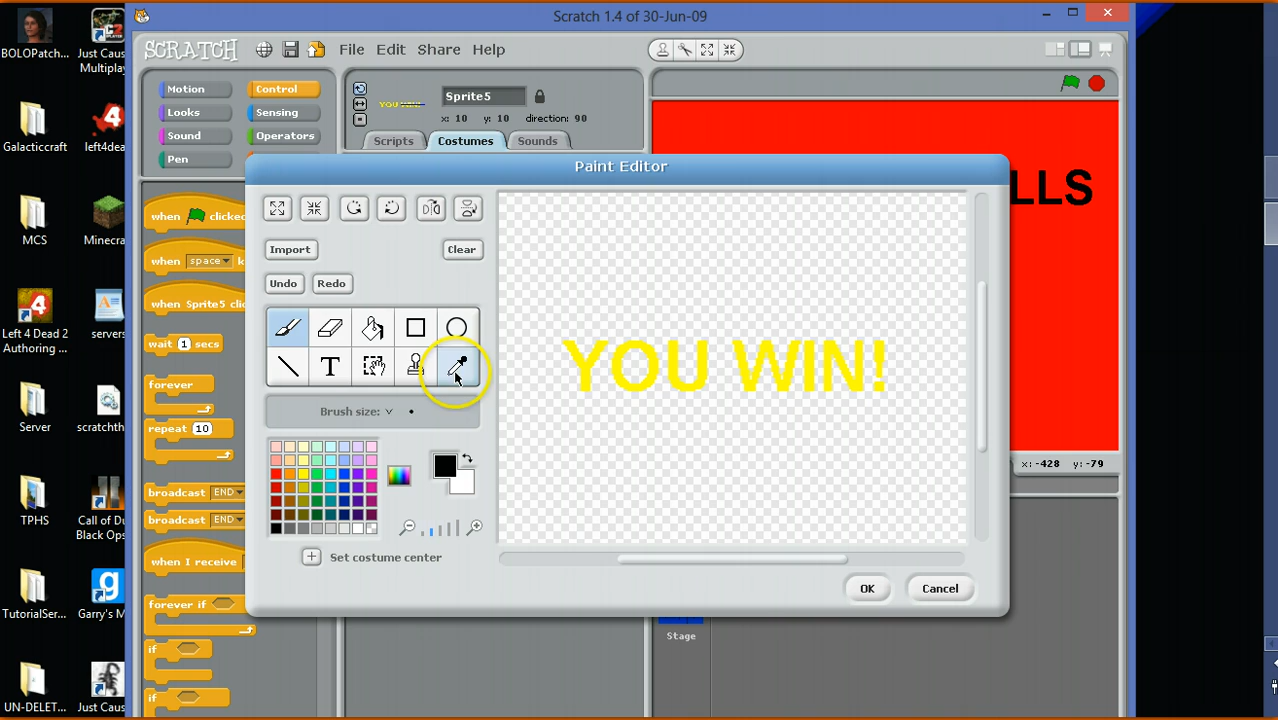 Scratch 1.4 of 30-Jun-09
SCRATCH File Edit Share Help
Motion Control
Looks Sensing
Sound Operators
Pen
YOU WIN!
Sprite5
x: 10 y: 10 direction: 90
Scripts Costumes Sounds
LLS
Paint Editor
Import Clear
Undo Redo
T
Brush size:
Set costume center
YOU WIN!
OK Cancel
when clicked
when space k
when Sprite5 clic
wait 1 secs
forever
repeat 10
broadcast END
broadcast END
when I receive
forever if
if
if
x: -428 y: -79
Stage
BOLOPatch...
Just Caus
Multiplay
Galacticcraft
left4dea
MCS
Minecra
Left 4 Dead 2
Authoring ...
servers
Server
scratchth
TPHS
Call of Du
Black Ops
TutorialSer...
Garry's M
UN-DELET...
Just Caus